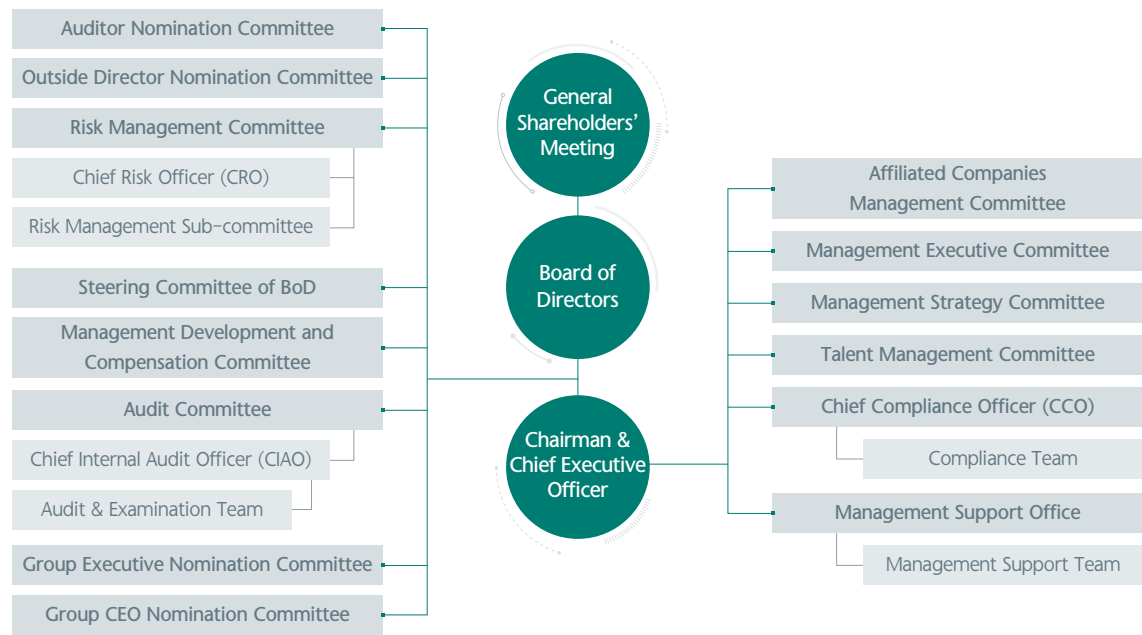 Auditor Nomination Committee
Outside Director Nomination Committee
Risk Management Committee
Chief Risk Officer (CRO)
Risk Management Sub-committee
Steering Committee of BoD
Management Development and
Compensation Committee
Audit Committee
Chief Internal Audit Officer (CIAO)
Audit & Examination Team
Group Executive Nomination Committee
Group CEO Nomination Committee
General
Shareholders'
Meeting
Board of
Directors
Chairman &
Chief Executive
Officer
Affiliated Companies
Management Committee
Management Executive Committee
Management Strategy Committee
Talent Management Committee
Chief Compliance Officer (CCO)
Compliance Team
Management Support Office
Management Support Team